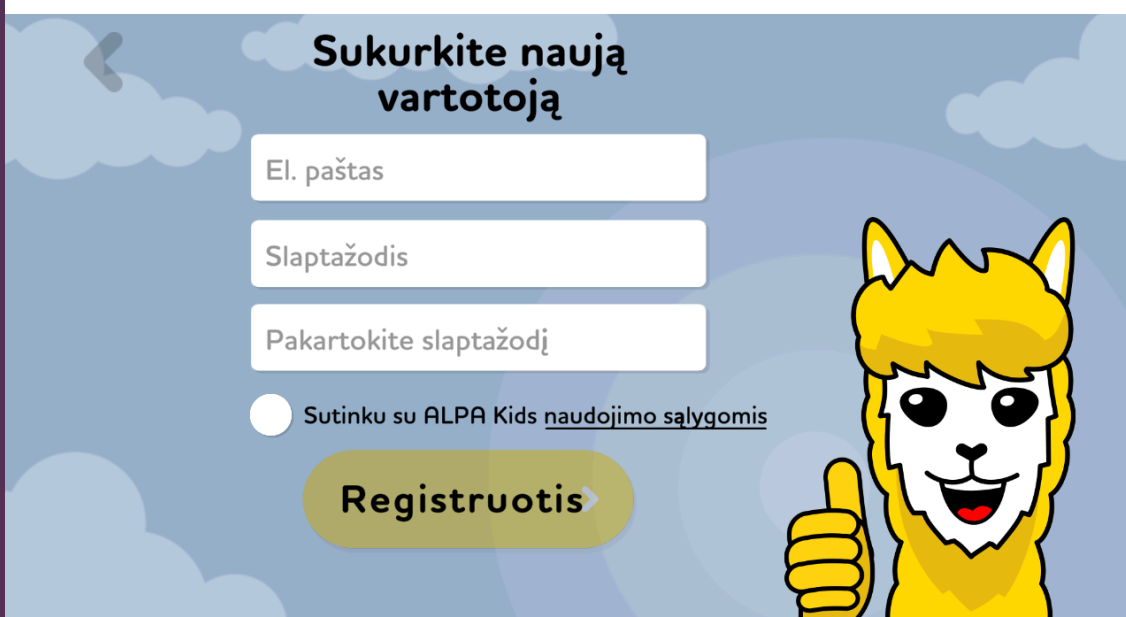 Sukurkite naują
vartotoją
El. paštas
Slaptažodis
Pakartokite slaptažodį
Sutinku su ALPA Kids naudojimo sąlygomis
Registruotis